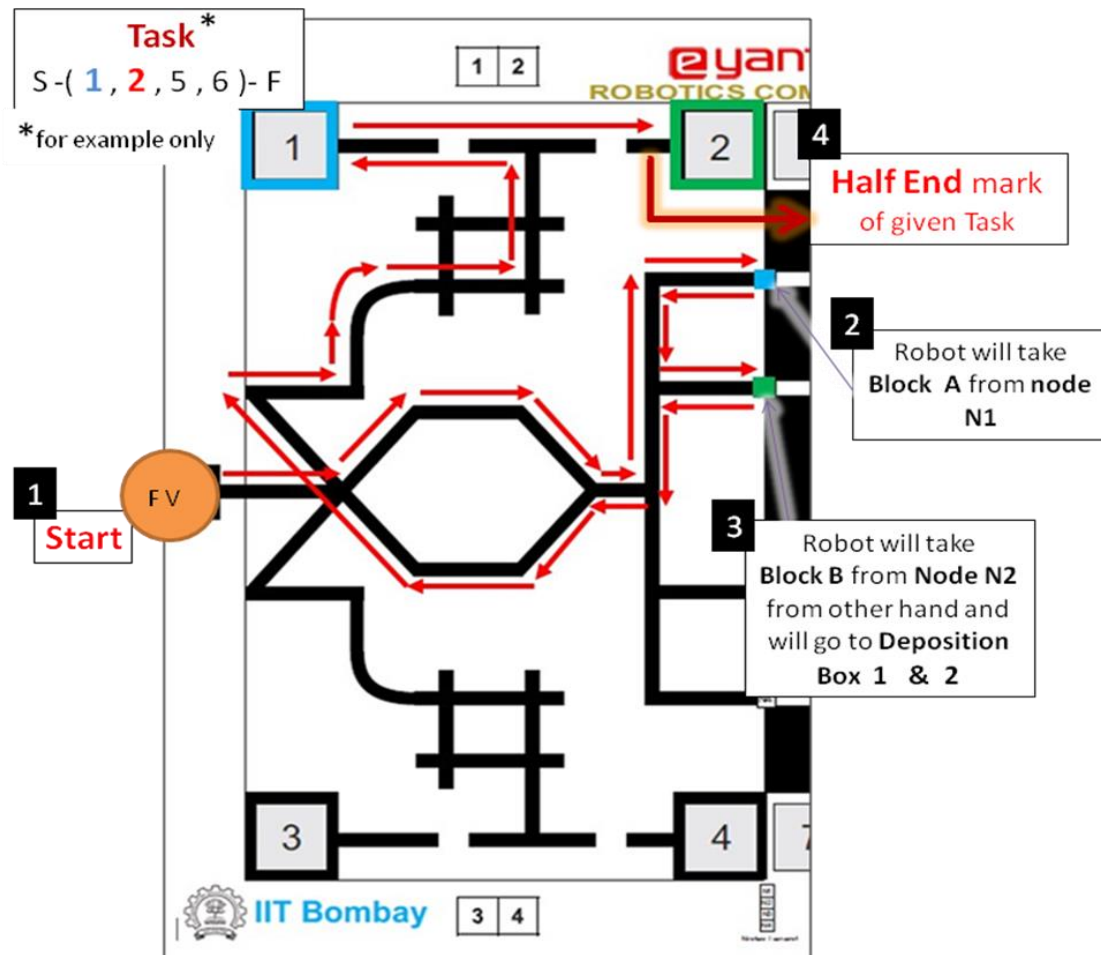 Task*
S -( 1 , 2 , 5 , 6 )- F
*for example only
1 2
eyan
ROBOTICS COM
1
2
4
Half End mark
of given Task
2
Robot will take
Block A from node
N1
1
Start
F V
3
Robot will take
Block B from Node N2
from other hand and
will go to Deposition
Box 1 & 2
3
4
7
IIT Bombay
3 4